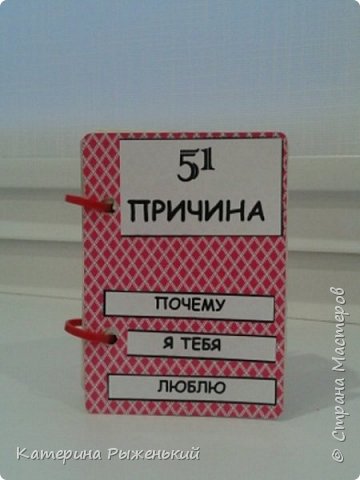 51
ПРИЧИНА
ПОЧЕМУ
Я ТЕБЯ
ЛЮБЛЮ
Катерина Рыженький
© Страна Мастеров